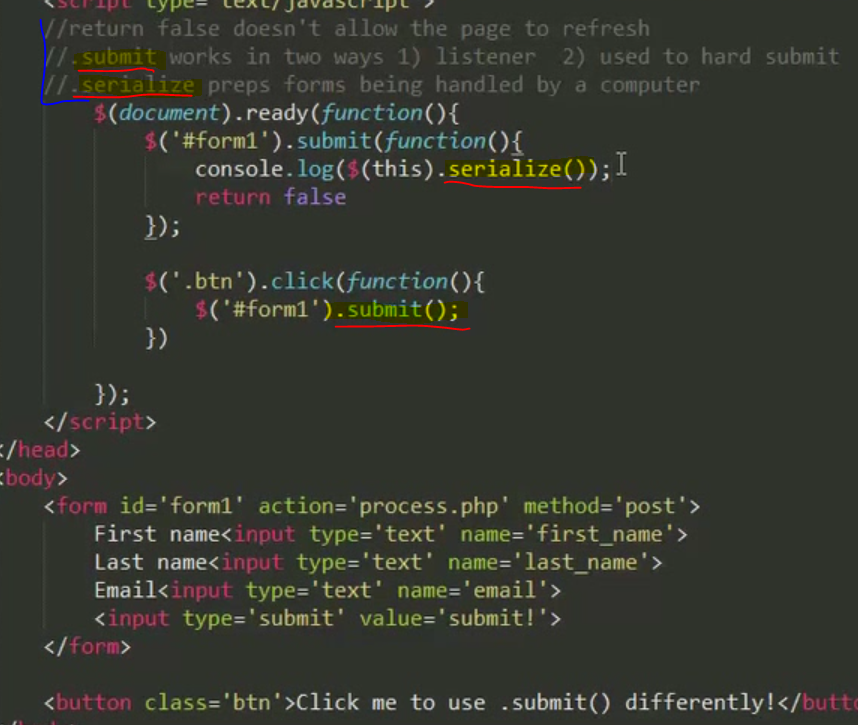 <script type="text/javascript">
//return false doesn't allow the page to refresh
//.submit works in two ways 1) listener 2) used to hard submit
//.serialize preps forms being handled by a computer
$(document).ready(function(){
$('#form1').submit(function(){
console.log($(this).serialize());
return false
});
$('.btn').click(function(){
$('#form1').submit();
})
});
</script>
</head>
<body>
<form id='form1' action='process.php' method='post'>
First name<input type='text' name='first_name'>
Last name<input type='text' name='last_name'>
Email<input type='text' name='email'>
<input type='submit' value='submit!'>
</form>
<button class='btn'>Click me to use .submit() differently!</butto